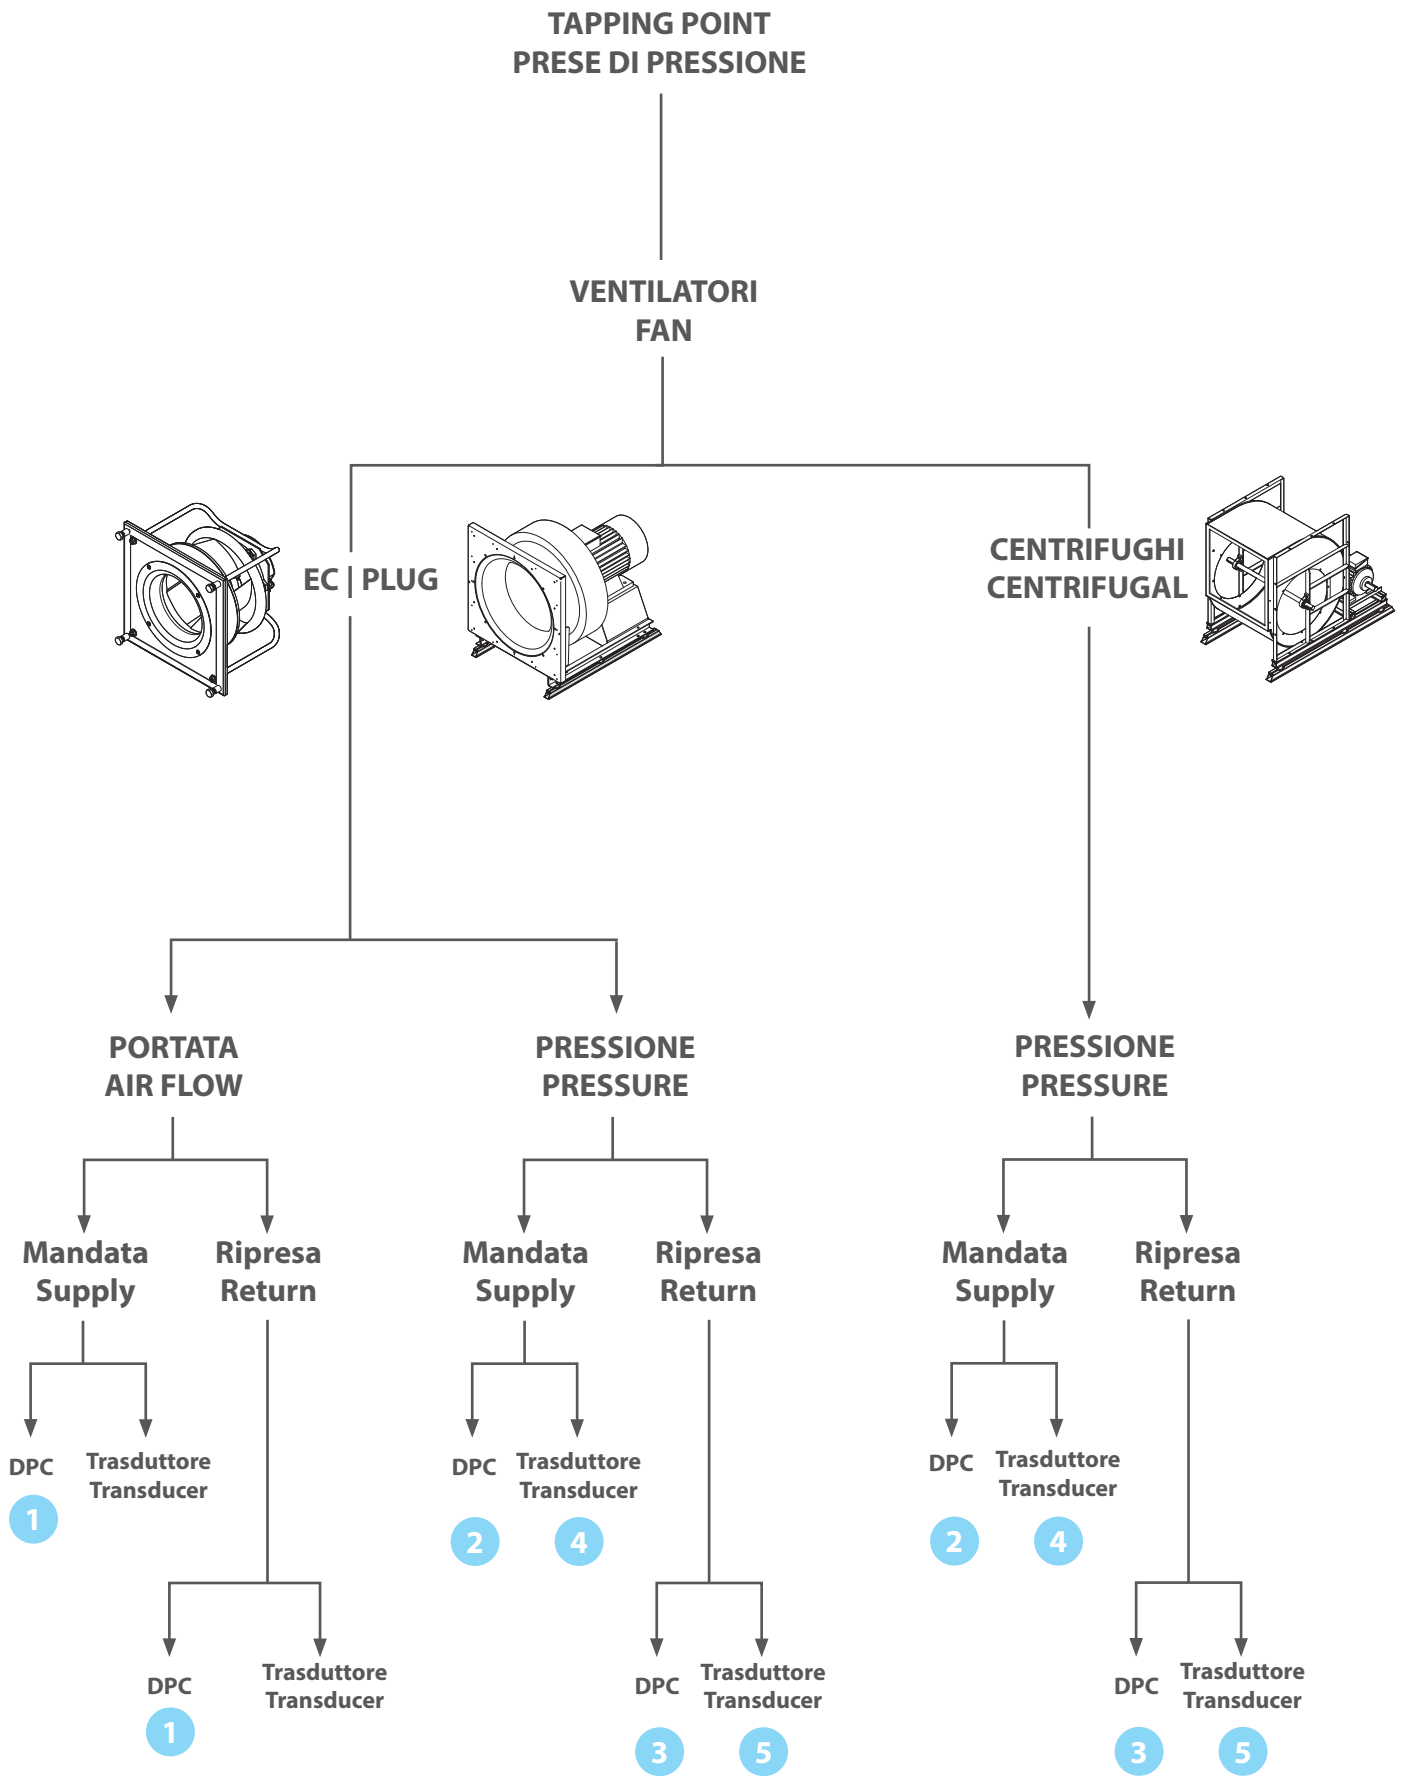 TAPPING POINT
PRESE DI PRESSIONE
VENTILATORI
FAN
EC | PLUG
CENTRIFUGHI
CENTRIFUGAL
PORTATA
AIR FLOW
PRESSIONE
PRESSURE
PRESSIONE
PRESSURE
Mandata
Supply
Ripresa
Return
Mandata
Supply
Ripresa
Return
Mandata
Supply
Ripresa
Return
DPC
1
Trasduttore
Transducer
DPC
2
Trasduttore
Transducer
4
DPC
2
Trasduttore
Transducer
4
DPC
1
Trasduttore
Transducer
DPC
3
Trasduttore
Transducer
5
DPC
3
Trasduttore
Transducer
5